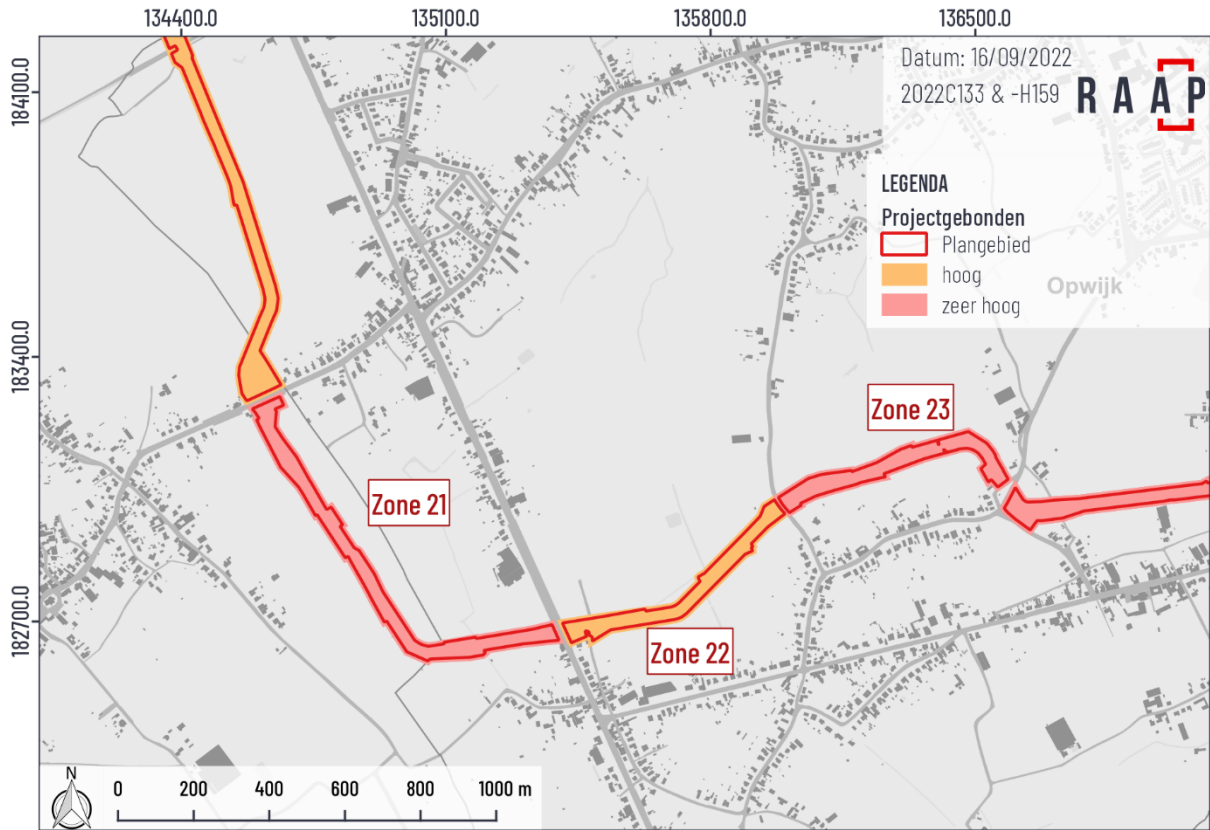 134400.0 135100.0 135800.0 136500.0
184100.0
183400.0
182700.0
Datum: 16/09/2022
2022C133 & -H159
RAAP
LEGENDA
Projectgebonden
Plangebied
hoog
zeer hoog
Opwijk
Zone 23
Zone 21
Zone 22
N
0 200 400 600 800 1000 m